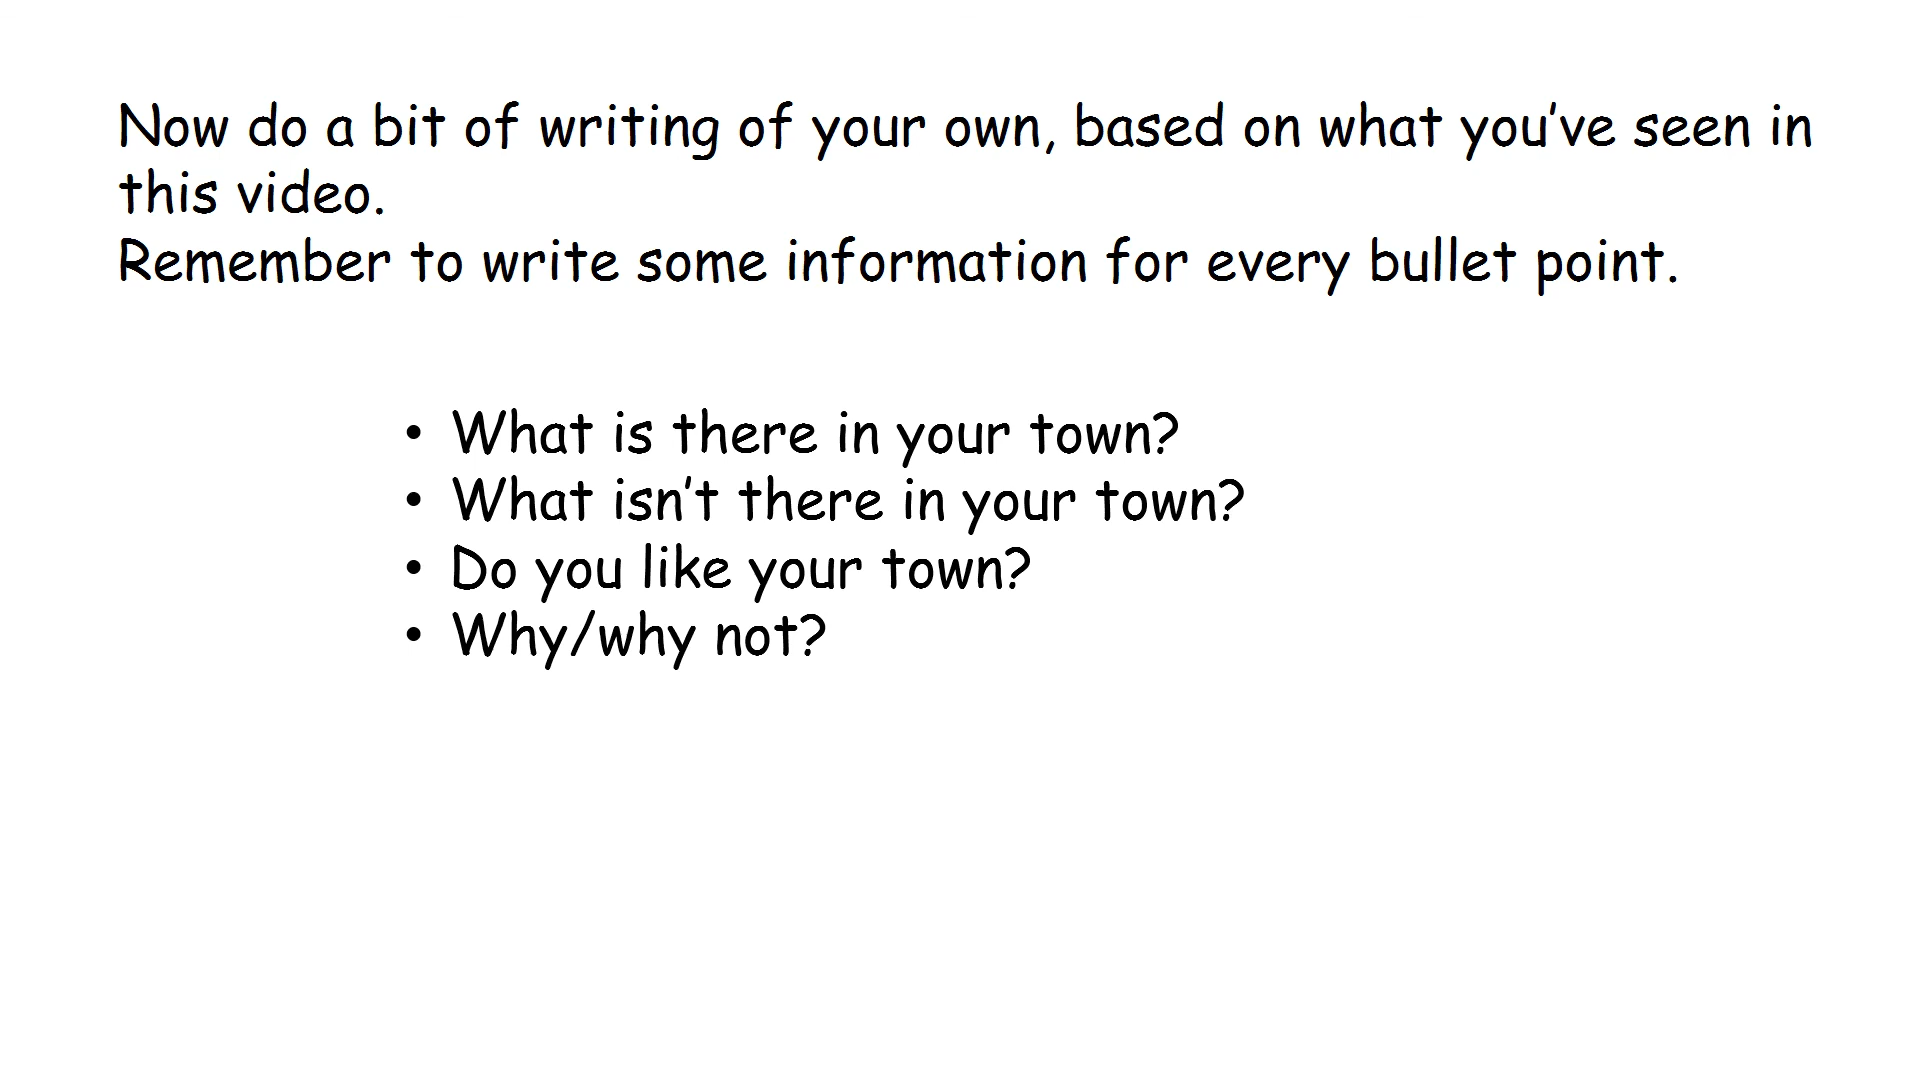 Now do a bit of writing of your own, based on what you’ve seen in
this video.
Remember to write some information for every bullet point.
• What is there in your town?
• What isn’t there in your town?
• Do you like your town?
• Why/why not?